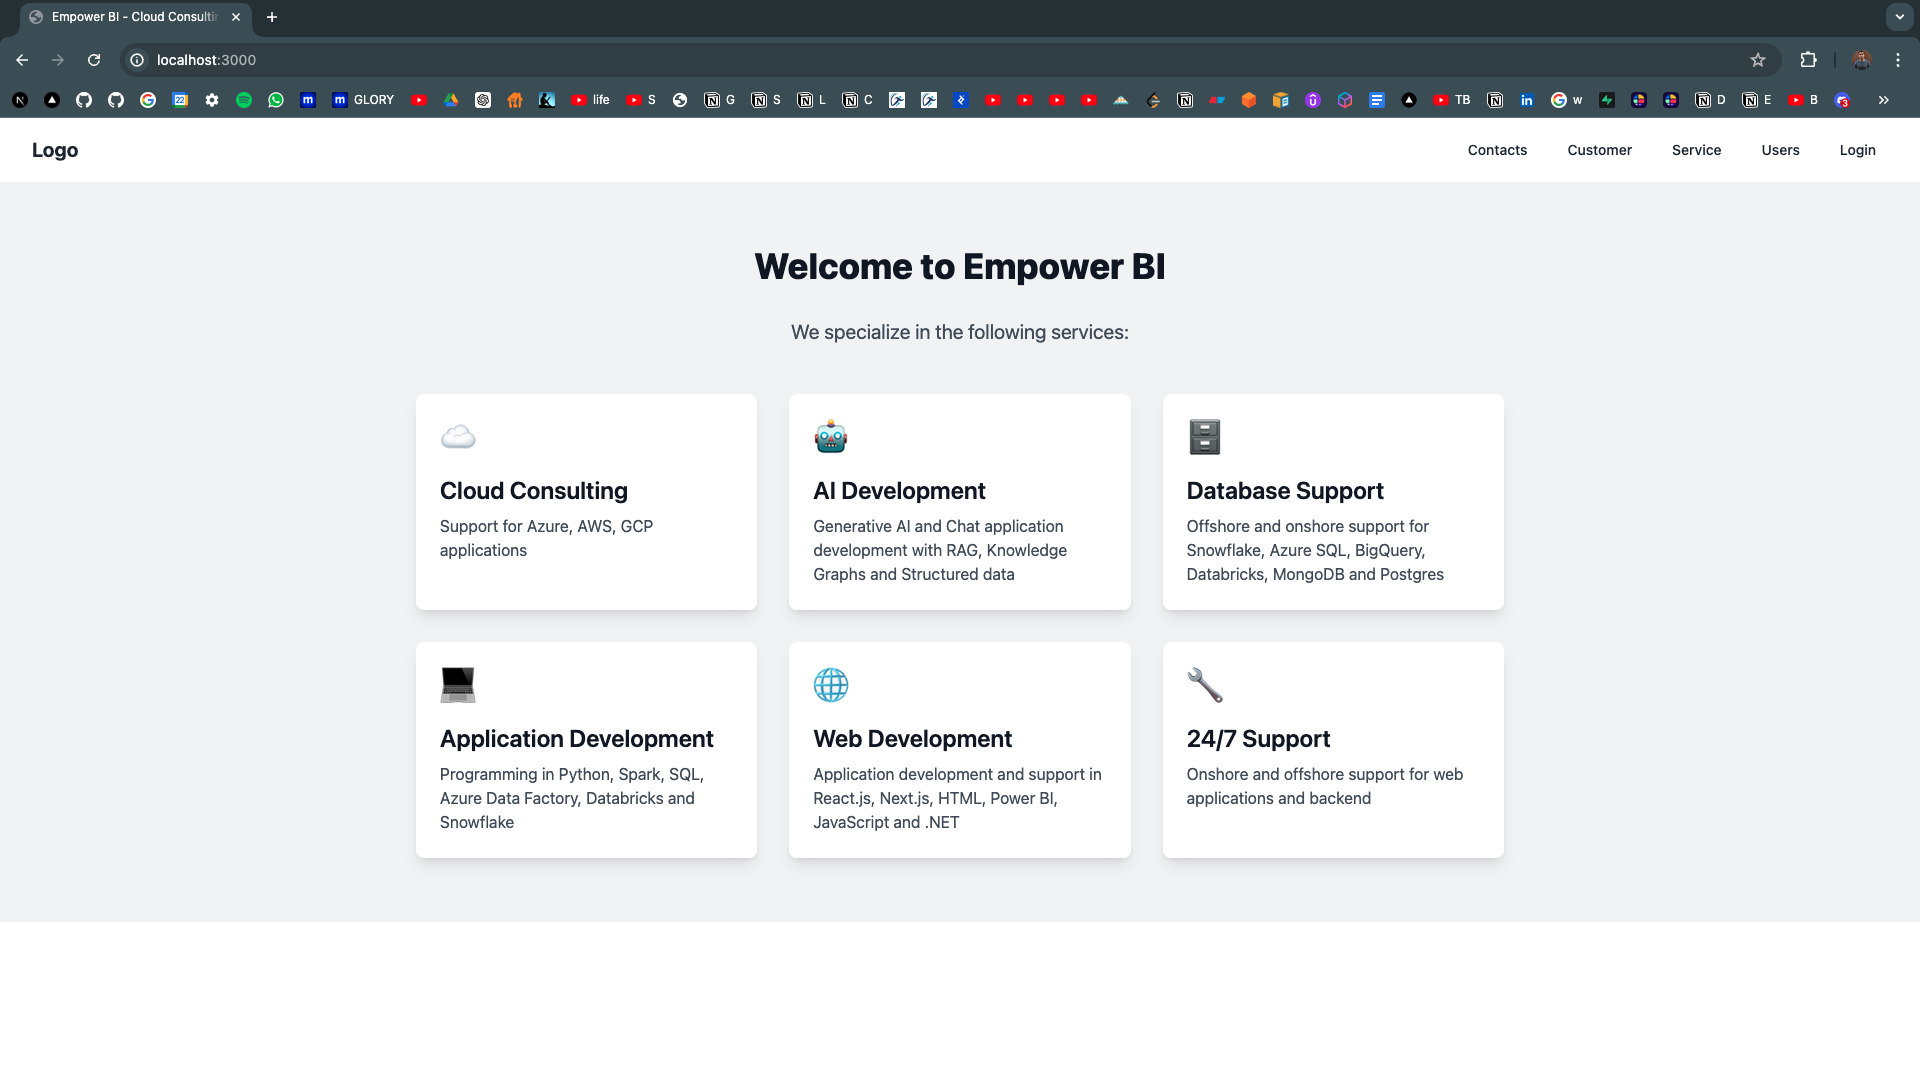 Empower BI - Cloud Consultin
localhost:3000
GLORY life S G S L C TB w D E B 3
Logo
Contacts Customer Service Users Login
Welcome to Empower BI
We specialize in the following services:
Cloud Consulting
Support for Azure, AWS, GCP
applications
AI Development
Generative AI and Chat application
development with RAG, Knowledge
Graphs and Structured data
Database Support
Offshore and onshore support for
Snowflake, Azure SQL, BigQuery,
Databricks, MongoDB and Postgres
Application Development
Programming in Python, Spark, SQL,
Azure Data Factory, Databricks and
Snowflake
Web Development
Application development and support in
React.js, Next.js, HTML, Power BI,
JavaScript and .NET
24/7 Support
Onshore and offshore support for web
applications and backend